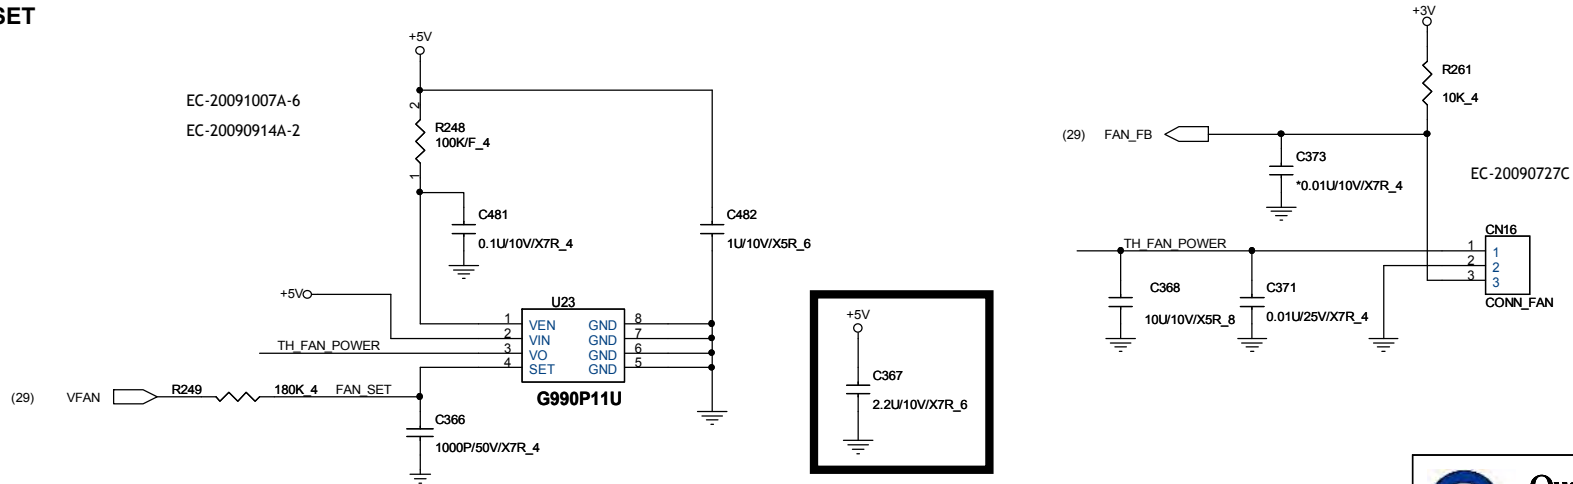 SET
+5V
EC-20091007A-6
EC-20090914A-2
2
R248
100K/F_4
1
C481
0.1U/10V/X7R_4
C482
1U/10V/X5R_6
+5V
U23
1 VEN GND 8
2 VIN GND 7
TH_FAN_POWER 3 VO GND 6
4 SET GND 5
G990P11U
(29) VFAN R249 180K_4 FAN_SET
C366
1000P/50V/X7R_4
+5V
C367
2.2U/10V/X7R_6
+3V
R261
10K_4
(29) FAN_FB
C373
*0.01U/10V/X7R_4
EC-20090727C
CN16
TH_FAN_POWER 1 1
2 2
3 3
CONN_FAN
C368
10U/10V/X5R_8
C371
0.01U/25V/X7R_4